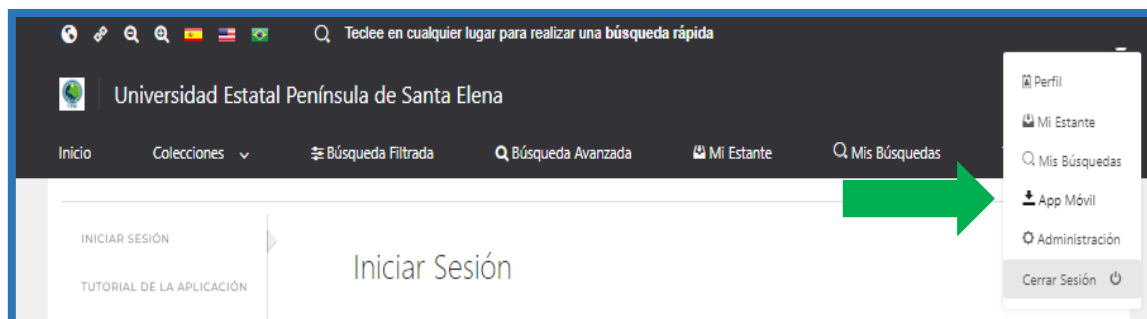 Teclee en cualquier lugar para realizar una búsqueda rápida
Universidad Estatal Península de Santa Elena
Inicio Colecciones Búsqueda Filtrada Búsqueda Avanzada Mi Estante Mis Búsquedas
Perfil
Mi Estante
Mis Búsquedas
App Móvil
Administración
Cerrar Sesión
INICIAR SESIÓN
TUTORIAL DE LA APLICACIÓN
Iniciar Sesión